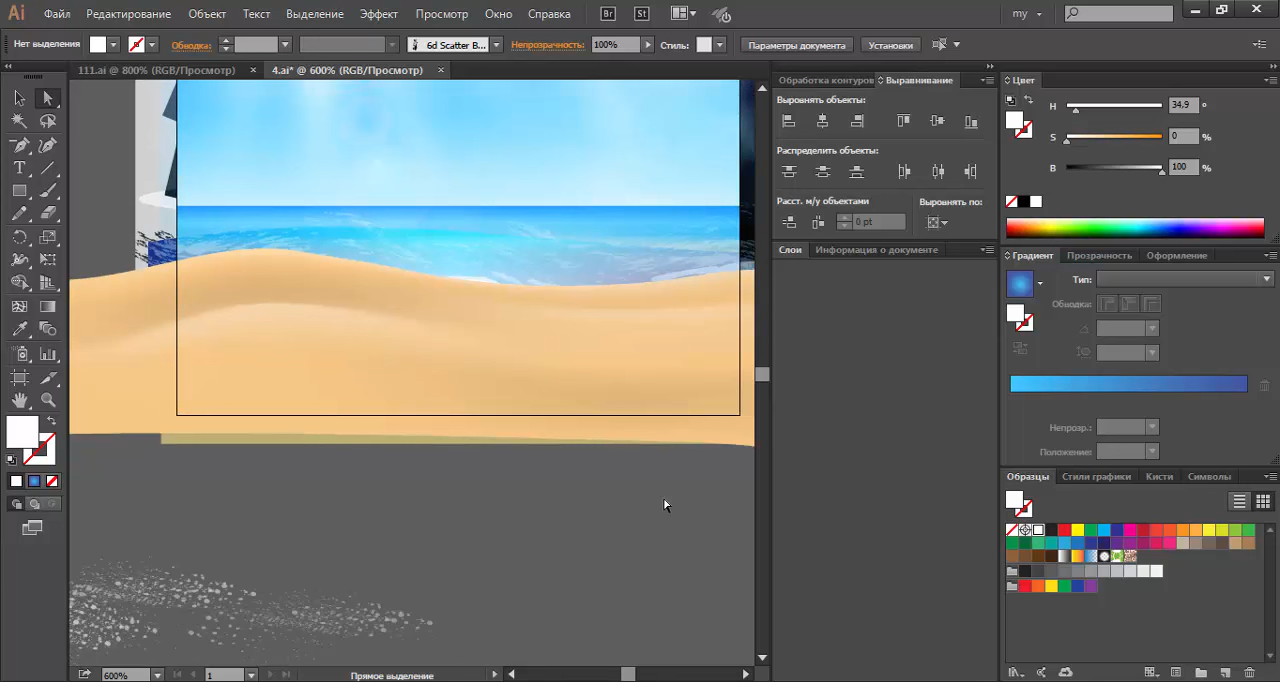 Ai Файл Редактирование Объект Текст Выделение Эффект Просмотр Окно Справка Br St my
Нет выделения Обводка: 6d Scatter B... Непрозрачность: 100% Стиль: Параметры документа Установки
111.ai @ 800% (RGB/Просмотр) × 4.ai* @ 600% (RGB/Просмотр) ×
Обработка контуров Выравнивание
Выровнять объекты:
Распределить объекты:
Расст. м/у объектами Выровнять по:
0 pt
Слои Информация о документе
Цвет
H 34,9 °
S 0 %
B 100 %
Градиент Прозрачность Оформление
Тип:
Обводка:
Непрозр.:
Положение:
Образцы Стили графики Кисти Символы
600% 1 Прямое выделение